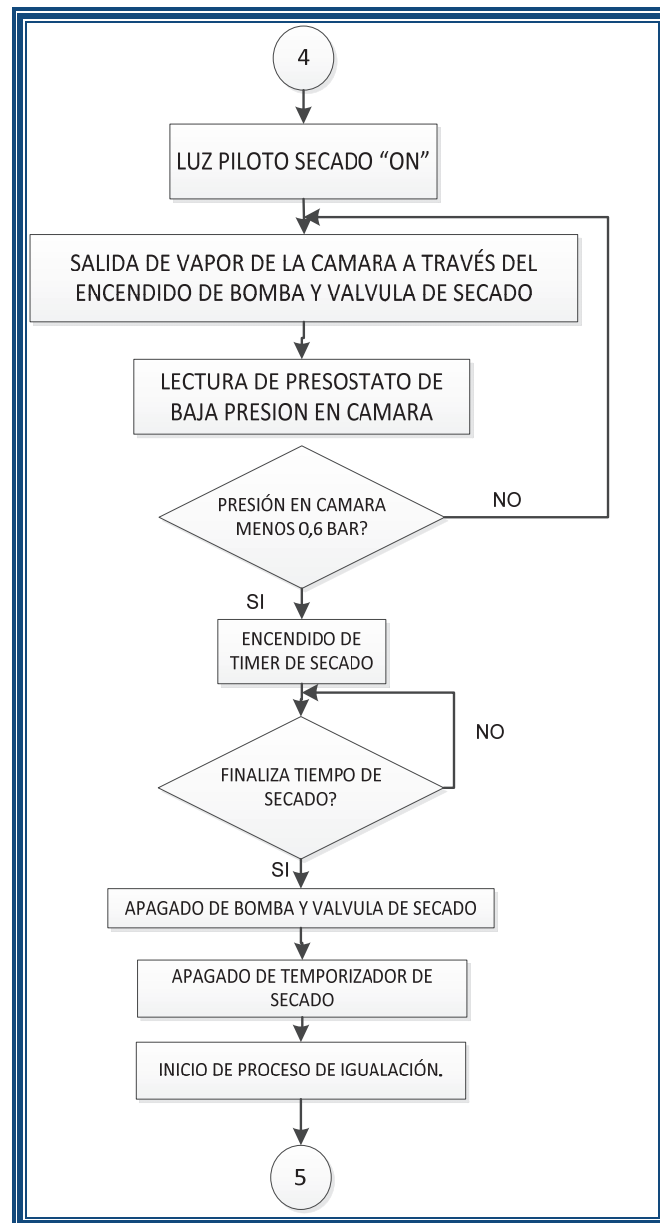 4
LUZ PILOTO SECADO “ON”
SALIDA DE VAPOR DE LA CAMARA A TRAVÉS DEL
ENCENDIDO DE BOMBA Y VALVULA DE SECADO
LECTURA DE PRESOSTATO DE
BAJA PRESION EN CAMARA
PRESIÓN EN CAMARA
MENOS 0,6 BAR?
NO
SI
ENCENDIDO DE
TIMER DE SECADO
NO
FINALIZA TIEMPO DE
SECADO?
SI
APAGADO DE BOMBA Y VALVULA DE SECADO
APAGADO DE TEMPORIZADOR DE
SECADO
INICIO DE PROCESO DE IGUALACIÓN.
5